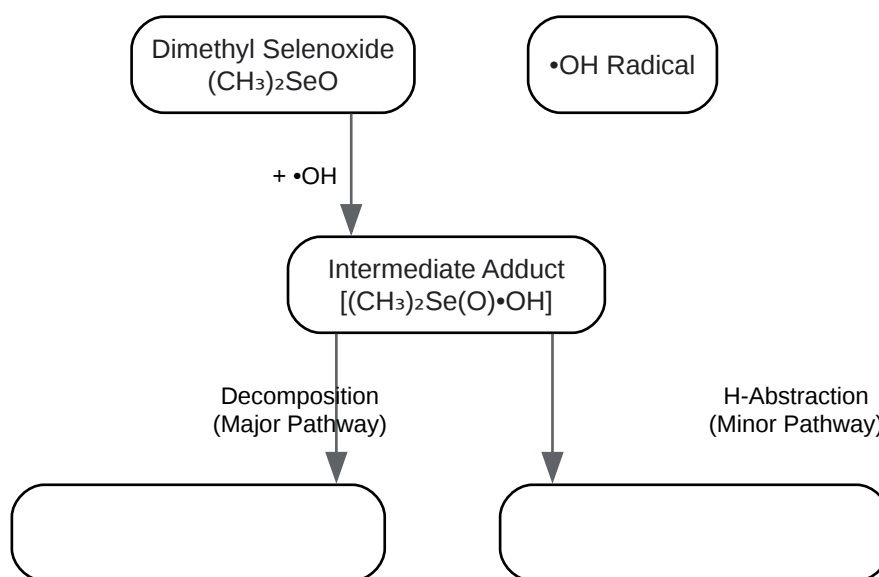 Dimethyl Selenoxide
(CH₃)₂SeO
•OH Radical
+ •OH
Intermediate Adduct
[(CH₃)₂Se(O)•OH]
Decomposition
(Major Pathway)
H-Abstraction
(Minor Pathway)